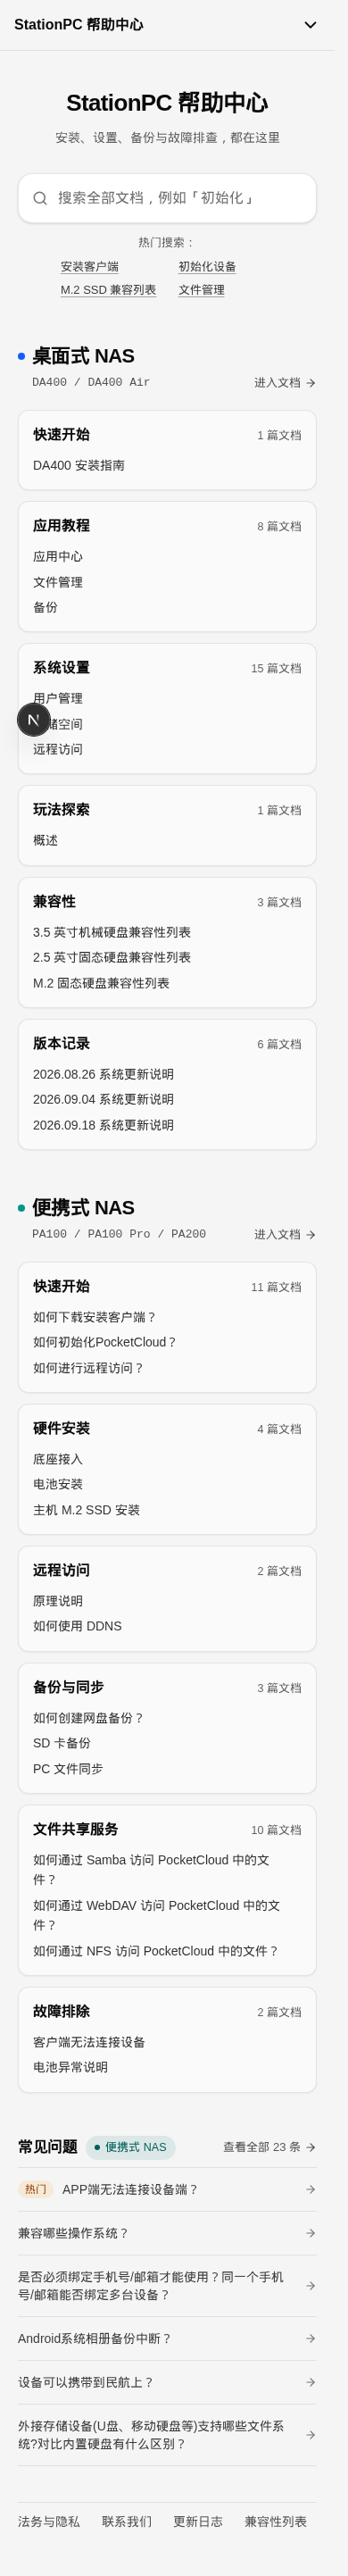 StationPC 帮助中心
StationPC 帮助中心
安装、设置、备份与故障排查，都在这里
搜索全部文档，例如「初始化」
热门搜索：
安装客户端 初始化设备
M.2 SSD 兼容列表 文件管理
桌面式 NAS
DA400 / DA400 Air 进入文档 →
快速开始 1 篇文档
DA400 安装指南
应用教程 8 篇文档
应用中心
文件管理
备份
系统设置 15 篇文档
用户管理
储空间
远程访问
玩法探索 1 篇文档
概述
兼容性 3 篇文档
3.5 英寸机械硬盘兼容性列表
2.5 英寸固态硬盘兼容性列表
M.2 固态硬盘兼容性列表
版本记录 6 篇文档
2026.08.26 系统更新说明
2026.09.04 系统更新说明
2026.09.18 系统更新说明
便携式 NAS
PA100 / PA100 Pro / PA200 进入文档 →
快速开始 11 篇文档
如何下载安装客户端？
如何初始化PocketCloud？
如何进行远程访问？
硬件安装 4 篇文档
底座接入
电池安装
主机 M.2 SSD 安装
远程访问 2 篇文档
原理说明
如何使用 DDNS
备份与同步 3 篇文档
如何创建网盘备份？
SD 卡备份
PC 文件同步
文件共享服务 10 篇文档
如何通过 Samba 访问 PocketCloud 中的文
件？
如何通过 WebDAV 访问 PocketCloud 中的文
件？
如何通过 NFS 访问 PocketCloud 中的文件？
故障排除 2 篇文档
客户端无法连接设备
电池异常说明
常见问题 便携式 NAS 查看全部 23 条 →
热门 APP端无法连接设备端？ →
兼容哪些操作系统？ →
是否必须绑定手机号/邮箱才能使用？同一个手机
号/邮箱能否绑定多台设备？ →
Android系统相册备份中断？ →
设备可以携带到民航上？ →
外接存储设备(U盘、移动硬盘等)支持哪些文件系
统?对比内置硬盘有什么区别？ →
法务与隐私 联系我们 更新日志 兼容性列表